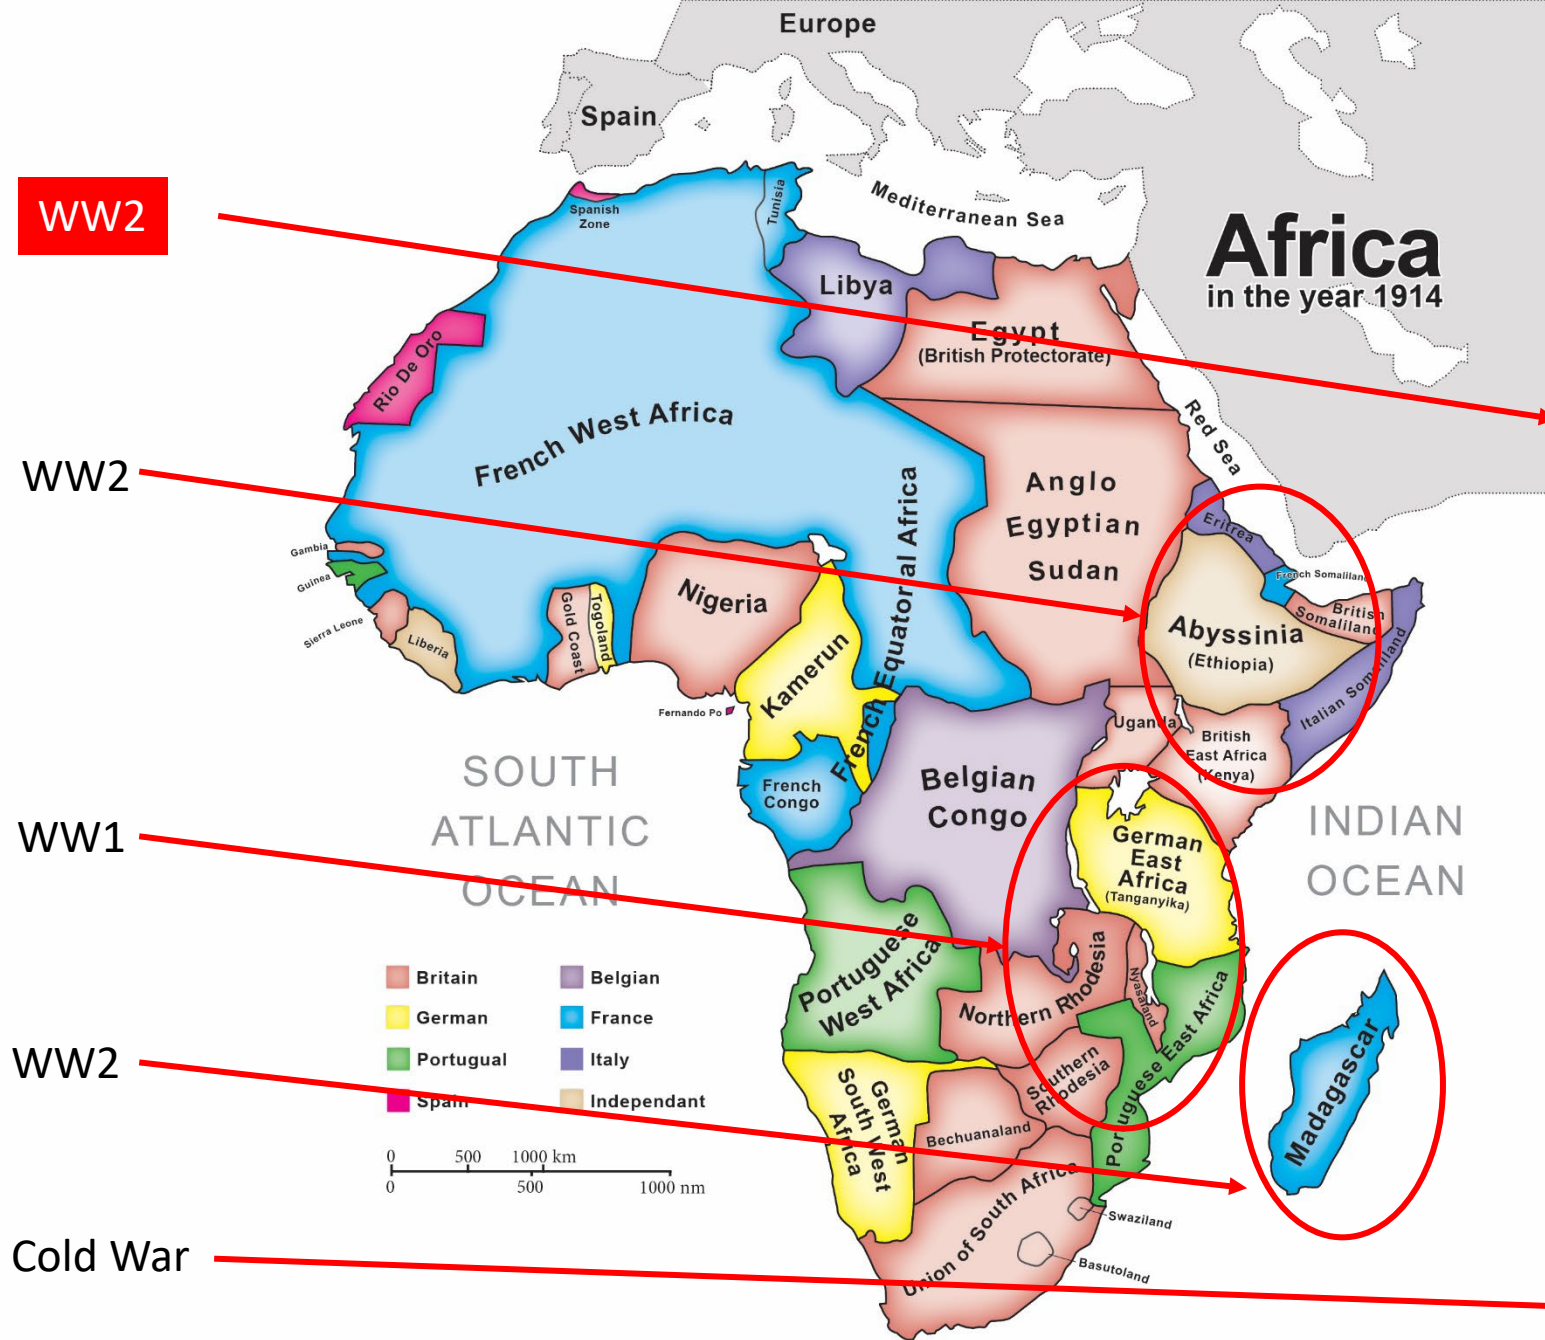 Europe
Spain
WW2
Spanish
Zone
Tunisia
Mediterranean Sea
Africa
in the year 1914
Libya
Egypt
(British Protectorate)
Rio De Oro
Red Sea
French West Africa
WW2
Anglo
Egyptian
Sudan
French Equatorial Africa
Eritrea
French Somaliland
British
Somaliland
Gambia
Guinea
Sierra Leone
Liberia
Gold Coast
Togoland
Nigeria
Kamerun
Abyssinia
(Ethiopia)
Italian Somaliland
Fernando Po
Uganda
British
East Africa
(Kenya)
SOUTH
ATLANTIC
OCEAN
French
Congo
Belgian
Congo
WW1
German
East
Africa
(Tanganyika)
INDIAN
OCEAN
Portuguese
West Africa
Northern Rhodesia
Nyasaland
Portuguese East Africa
Britain
German
Portugual
Spain
Belgian
France
Italy
Independant
WW2
Southern
Rhodesia
Madagascar
German
South West
Africa
Bechuanaland
0 500 1000 km
0 500 1000 nm
Union of South Africa
Swaziland
Basutoland
Cold War